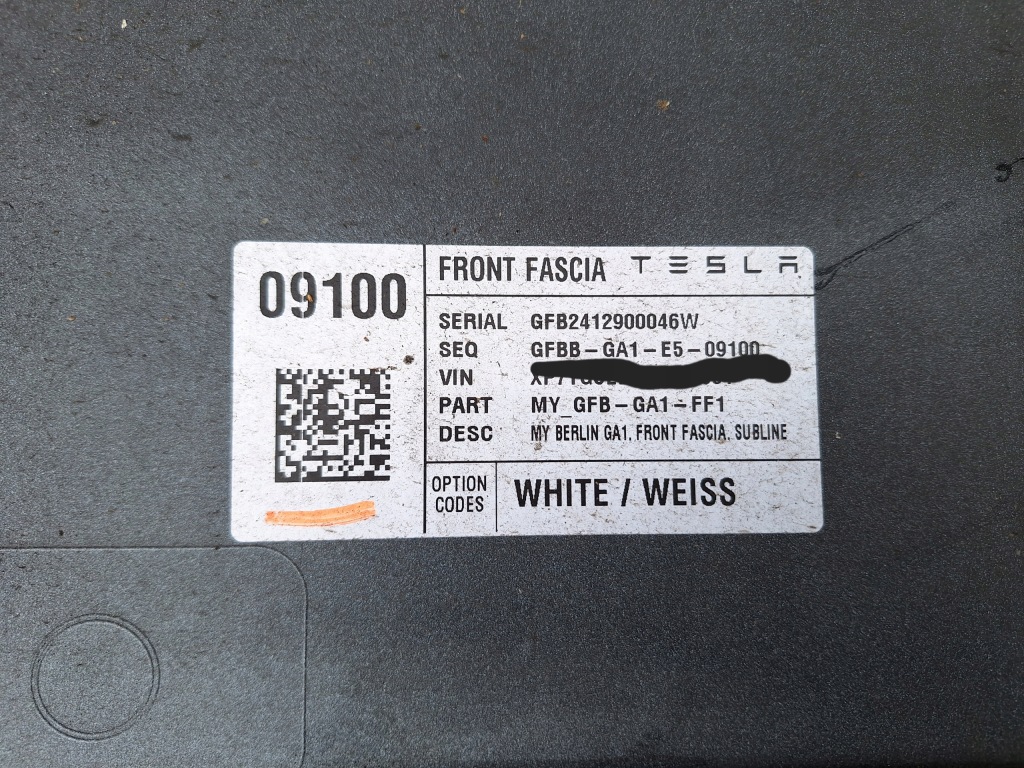 09100
FRONT FASCIA TESLA
SERIAL GFB2412900046W
SEQ GFBB-GA1-E5-09100
VIN
PART MY_GFB-GA1-FF1
DESC MY BERLIN GA1, FRONT FASCIA, SUBLINE
OPTION CODES
WHITE / WEISS